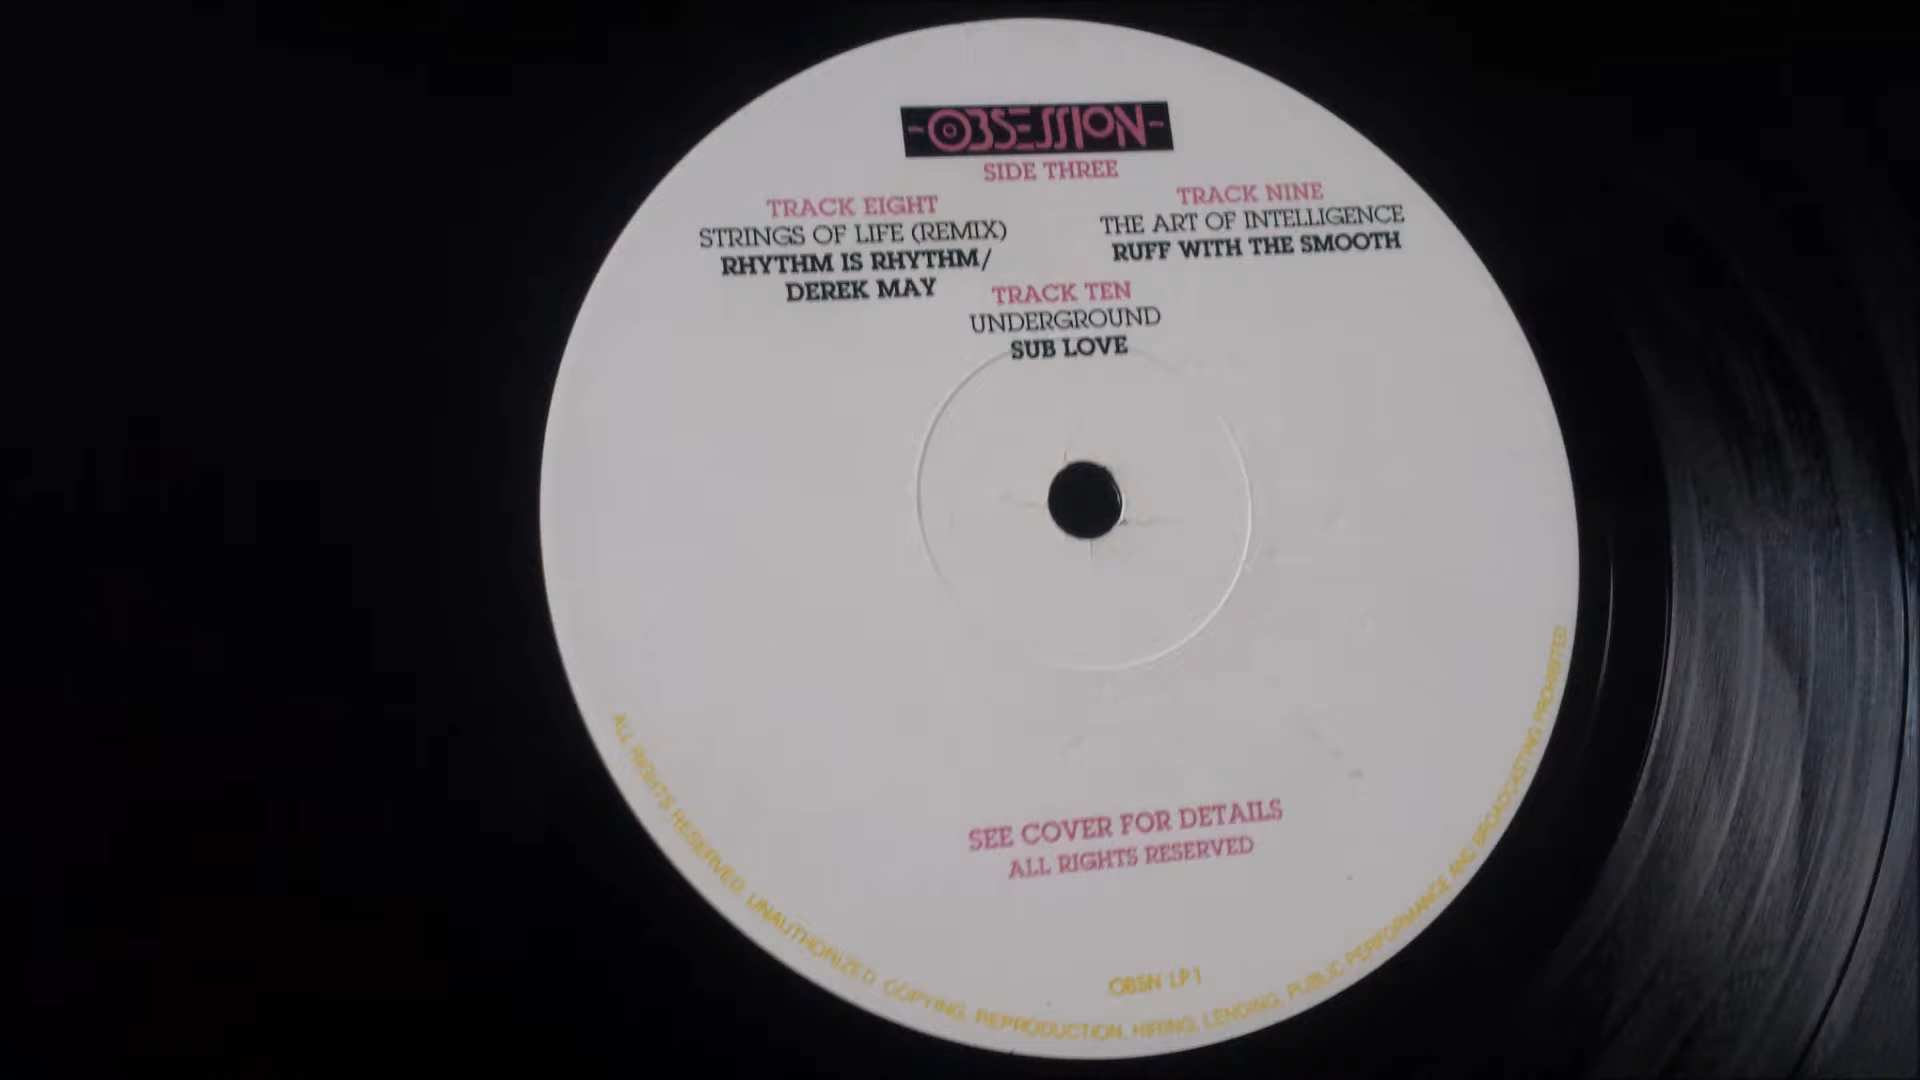 -OBSESSION-
SIDE THREE
TRACK EIGHT
STRINGS OF LIFE (REMIX)
RHYTHM IS RHYTHM/
DEREK MAY
TRACK NINE
THE ART OF INTELLIGENCE
RUFF WITH THE SMOOTH
TRACK TEN
UNDERGROUND
SUB LOVE
SEE COVER FOR DETAILS
ALL RIGHTS RESERVED
OBSN LP1
ALL RIGHTS RESERVED. UNAUTHORIZED COPYING, REPRODUCTION, HIRING, LENDING, PUBLIC PERFORMANCE AND BROADCASTING PROHIBITED